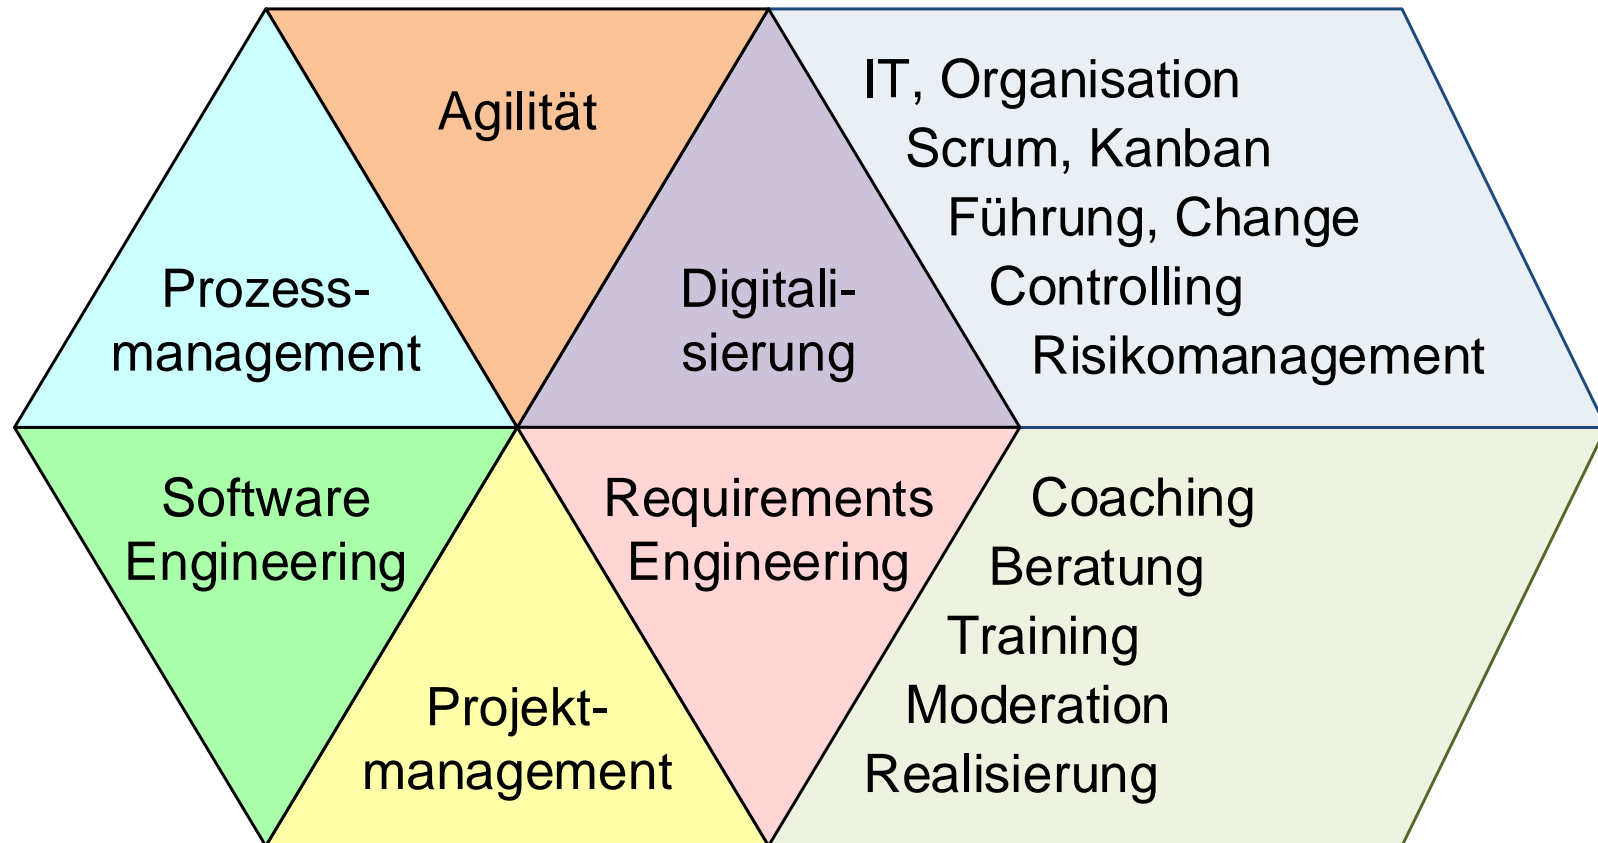 Agilität
Prozess-
management
Digitali-
sierung
IT, Organisation
Scrum, Kanban
Führung, Change
Controlling
Risikomanagement
Software
Engineering
Projekt-
management
Requirements
Engineering
Coaching
Beratung
Training
Moderation
Realisierung